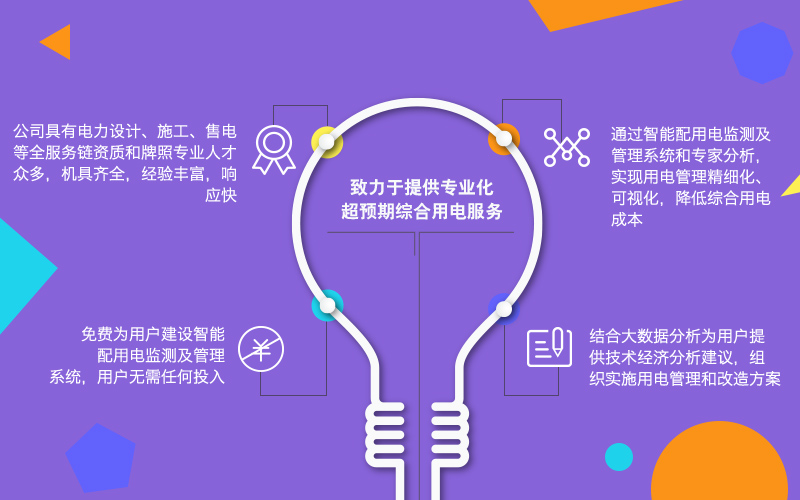 公司具有电力设计、施工、售电
等全服务链资质和牌照专业人才
众多，机具齐全，经验丰富，响
应快
致力于提供专业化
超预期综合用电服务
通过智能配用电监测及
管理系统和专家分析，
实现用电管理精细化、
可视化，降低综合用电
成本
免费为用户建设智能
配用电监测及管理
系统，用户无需任何投入
结合大数据分析为用户提
供技术经济分析建议，组
织实施用电管理和改造方案